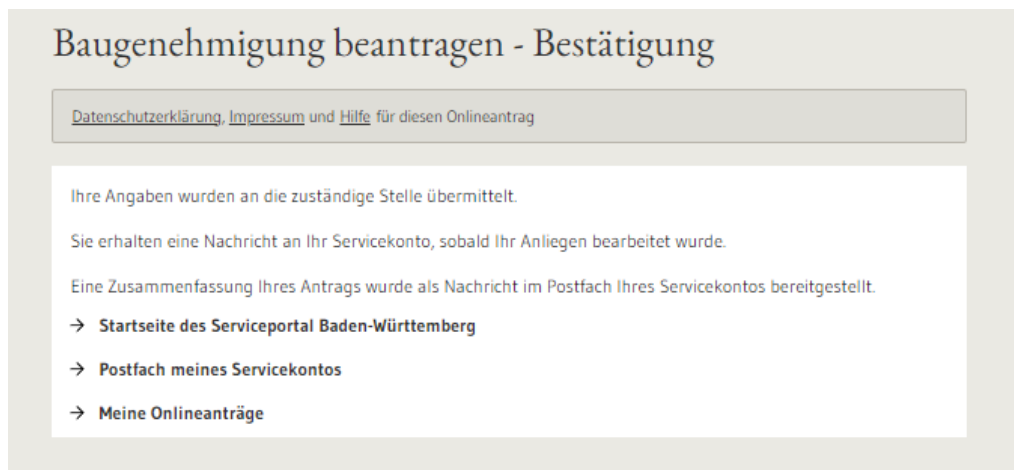 Baugenehmigung beantragen - Bestätigung
Datenschutzerklärung, Impressum und Hilfe für diesen Onlineantrag
Ihre Angaben wurden an die zuständige Stelle übermittelt.
Sie erhalten eine Nachricht an Ihr Servicekonto, sobald Ihr Anliegen bearbeitet wurde.
Eine Zusammenfassung Ihres Antrags wurde als Nachricht im Postfach Ihres Servicekontos bereitgestellt.
→ Startseite des Serviceportal Baden-Württemberg
→ Postfach meines Servicekontos
→ Meine Onlineanträge